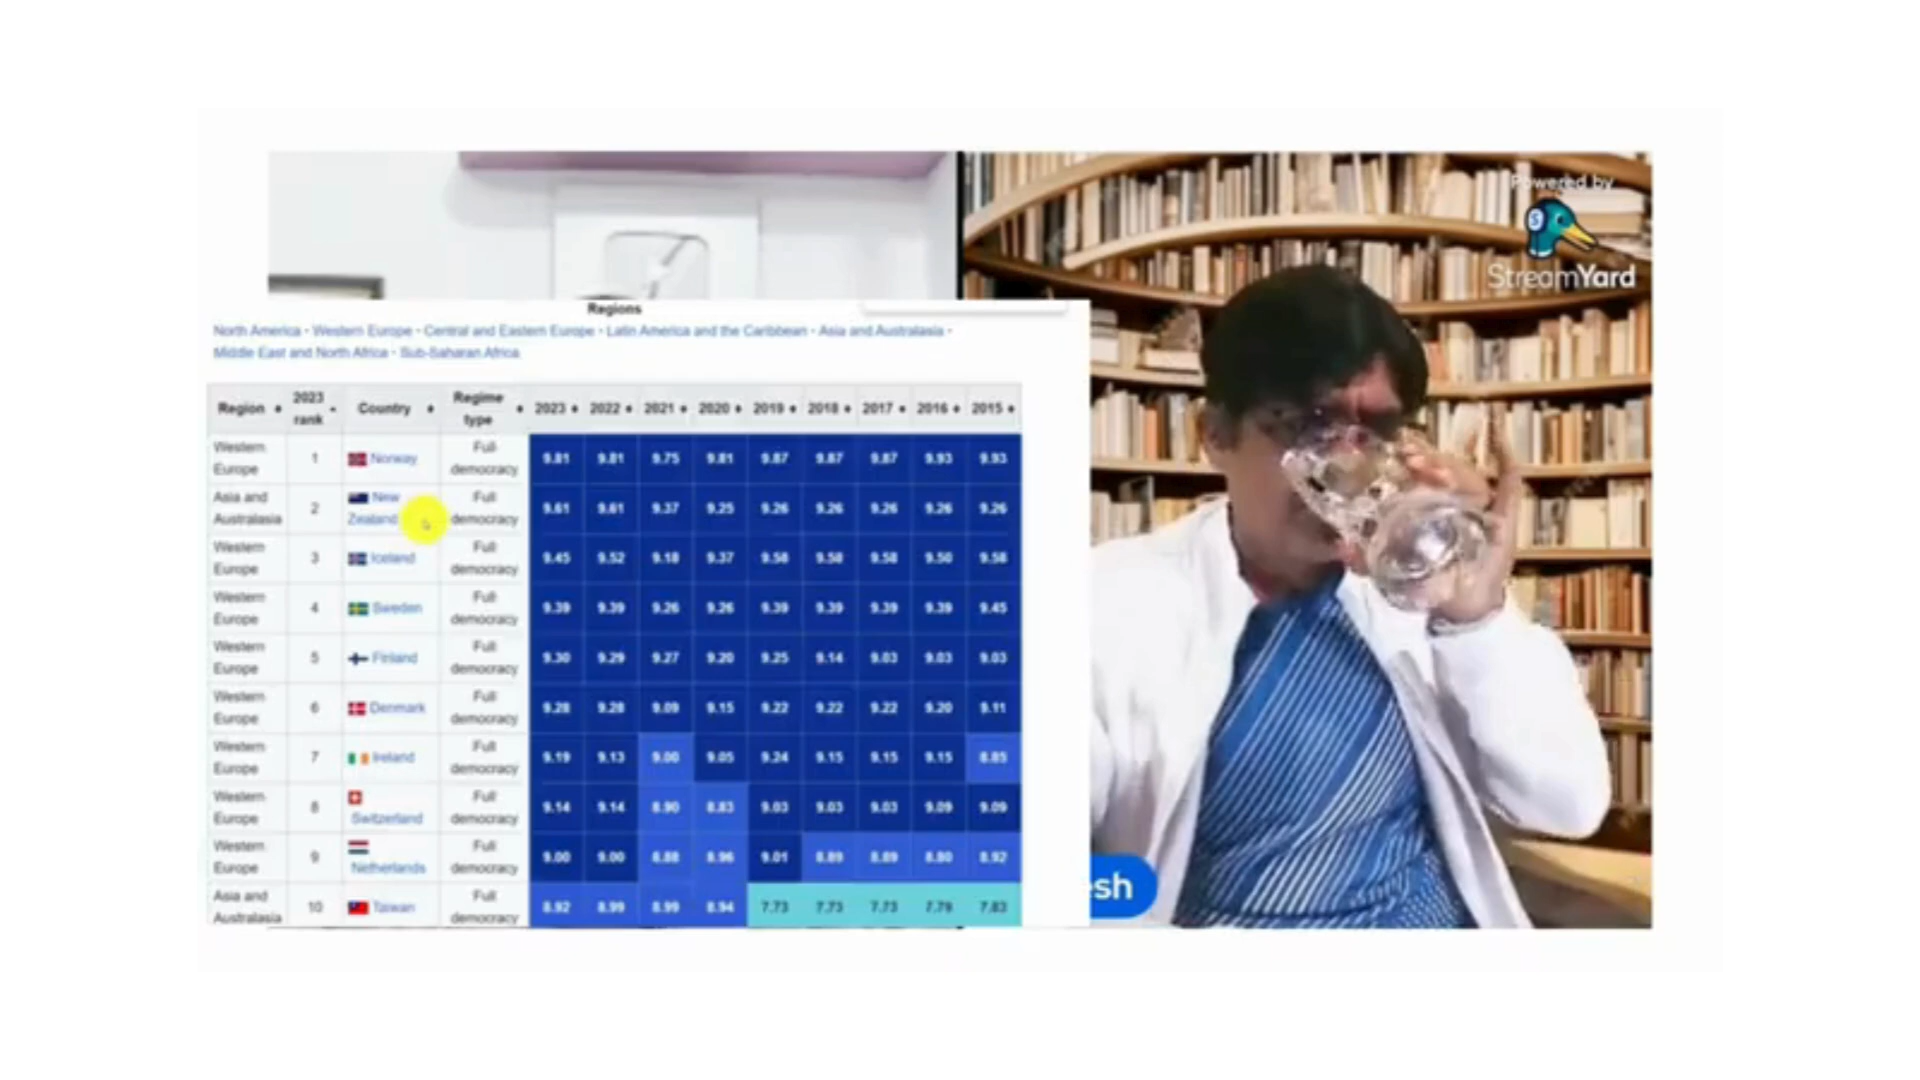 Powered by
StreamYard
Regions
North America · Western Europe · Central and Eastern Europe · Latin America and the Caribbean · Asia and Australasia ·
Middle East and North Africa · Sub-Saharan Africa
Region 2023 rank Country Regime type 2023 2022 2021 2020 2019 2018 2017 2016 2015
Western Europe 1 Norway Full democracy 9.81 9.81 9.75 9.81 9.87 9.87 9.87 9.93 9.93
Asia and Australasia 2 New Zealand Full democracy 9.61 9.61 9.37 9.25 9.26 9.26 9.26 9.26 9.26
Western Europe 3 Iceland Full democracy 9.45 9.52 9.18 9.37 9.58 9.58 9.58 9.50 9.58
Western Europe 4 Sweden Full democracy 9.39 9.39 9.26 9.26 9.39 9.39 9.39 9.39 9.45
Western Europe 5 Finland Full democracy 9.30 9.29 9.27 9.20 9.25 9.14 9.03 9.03 9.03
Western Europe 6 Denmark Full democracy 9.28 9.28 9.09 9.15 9.22 9.22 9.22 9.20 9.11
Western Europe 7 Ireland Full democracy 9.19 9.13 9.00 9.05 9.24 9.15 9.15 9.15 8.85
Western Europe 8 Switzerland Full democracy 9.14 9.14 8.90 8.83 9.03 9.03 9.03 9.09 9.09
Western Europe 9 Netherlands Full democracy 9.00 9.00 8.88 8.96 9.01 8.89 8.89 8.80 8.92
Asia and Australasia 10 Taiwan Full democracy 8.92 8.99 8.99 8.94 7.73 7.73 7.73 7.79 7.83
esh